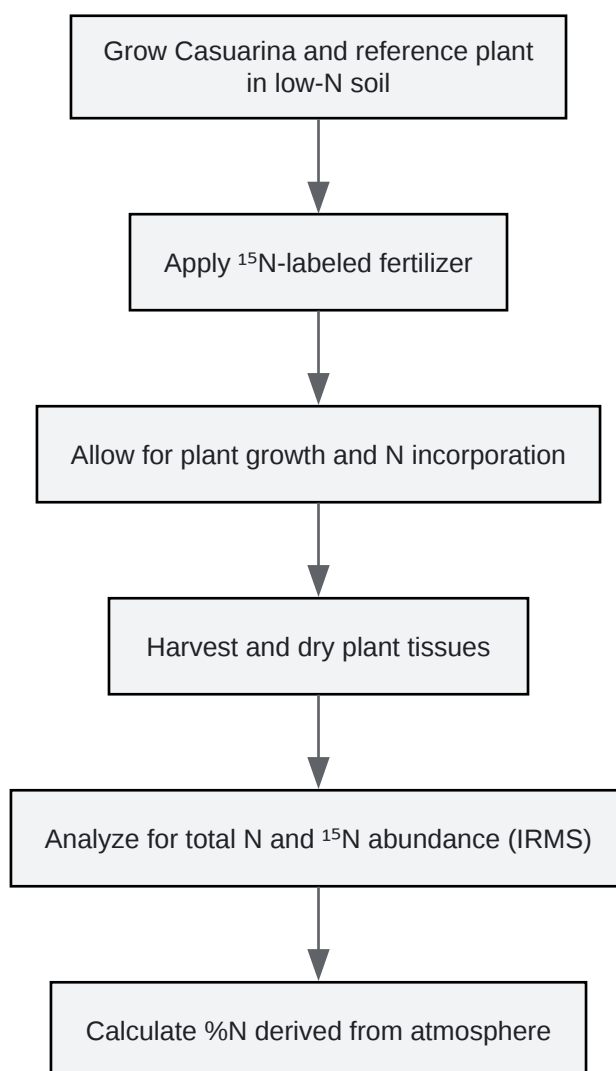 Grow Casuarina and reference plant
in low-N soil
Apply ¹⁵N-labeled fertilizer
Allow for plant growth and N incorporation
Harvest and dry plant tissues
Analyze for total N and ¹⁵N abundance (IRMS)
Calculate %N derived from atmosphere